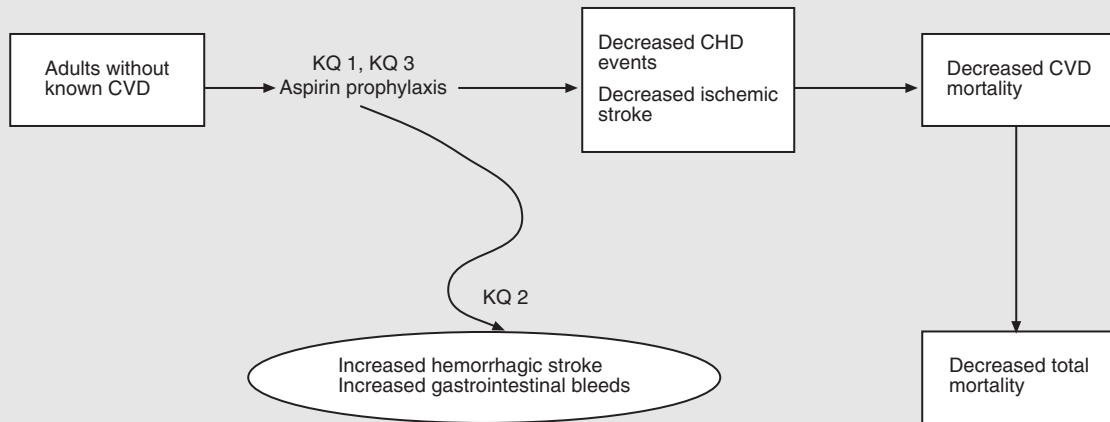 Adults without
known CVD
KQ 1, KQ 3
Aspirin prophylaxis
Decreased CHD
events
Decreased ischemic
stroke
Decreased CVD
mortality
KQ 2
Increased hemorrhagic stroke
Increased gastrointestinal bleeds
Decreased total
mortality